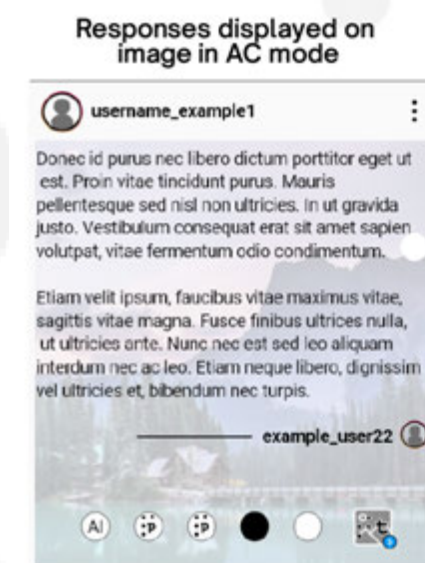 Responses displayed on
image in AC mode
username_example1
Donec id purus nec libero dictum porttitor eget ut
est. Proin vitae tincidunt purus. Mauris
pellentesque sed nisl non ultricies. In ut gravida
justo. Vestibulum consequat erat sit amet sapien
volutpat, vitae fermentum odio condimentum.
Etiam velit ipsum, faucibus vitae maximus vitae,
sagittis vitae magna. Fusce finibus ultrices nulla,
ut ultricies ante. Nunc nec est sed leo aliquam
interdum nec ac leo. Etiam neque libero, dignissim
vel ultricies et, bibendum nec turpis.
example_user22
AI
t